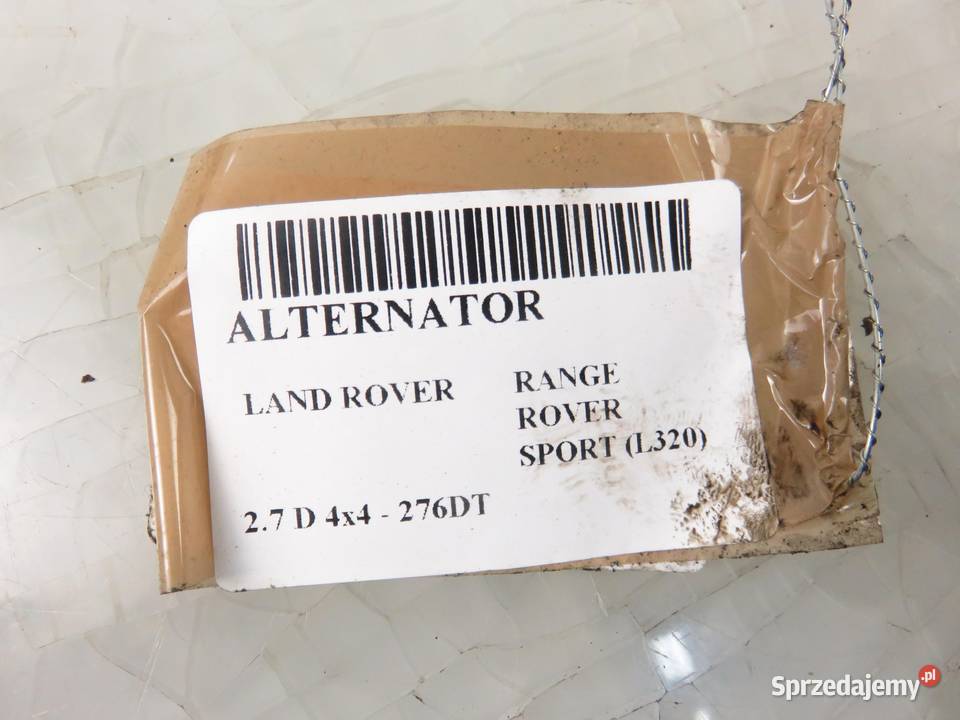 ALTERNATOR
LAND ROVER
RANGE
ROVER
SPORT (L320)
2.7 D 4x4 - 276DT
Sprzedajemy.pl